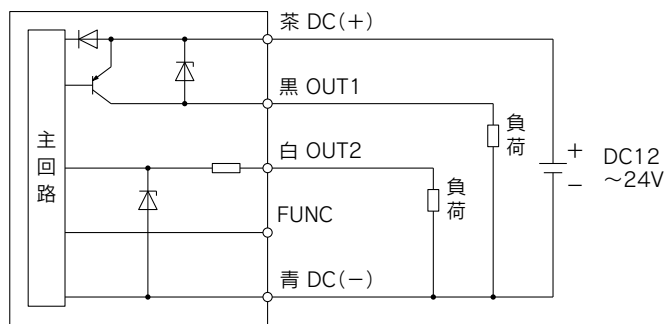 茶 DC(+)
黒 OUT1
主回路
負荷
+
−
DC12
～24V
白 OUT2
負荷
FUNC
青 DC(−)